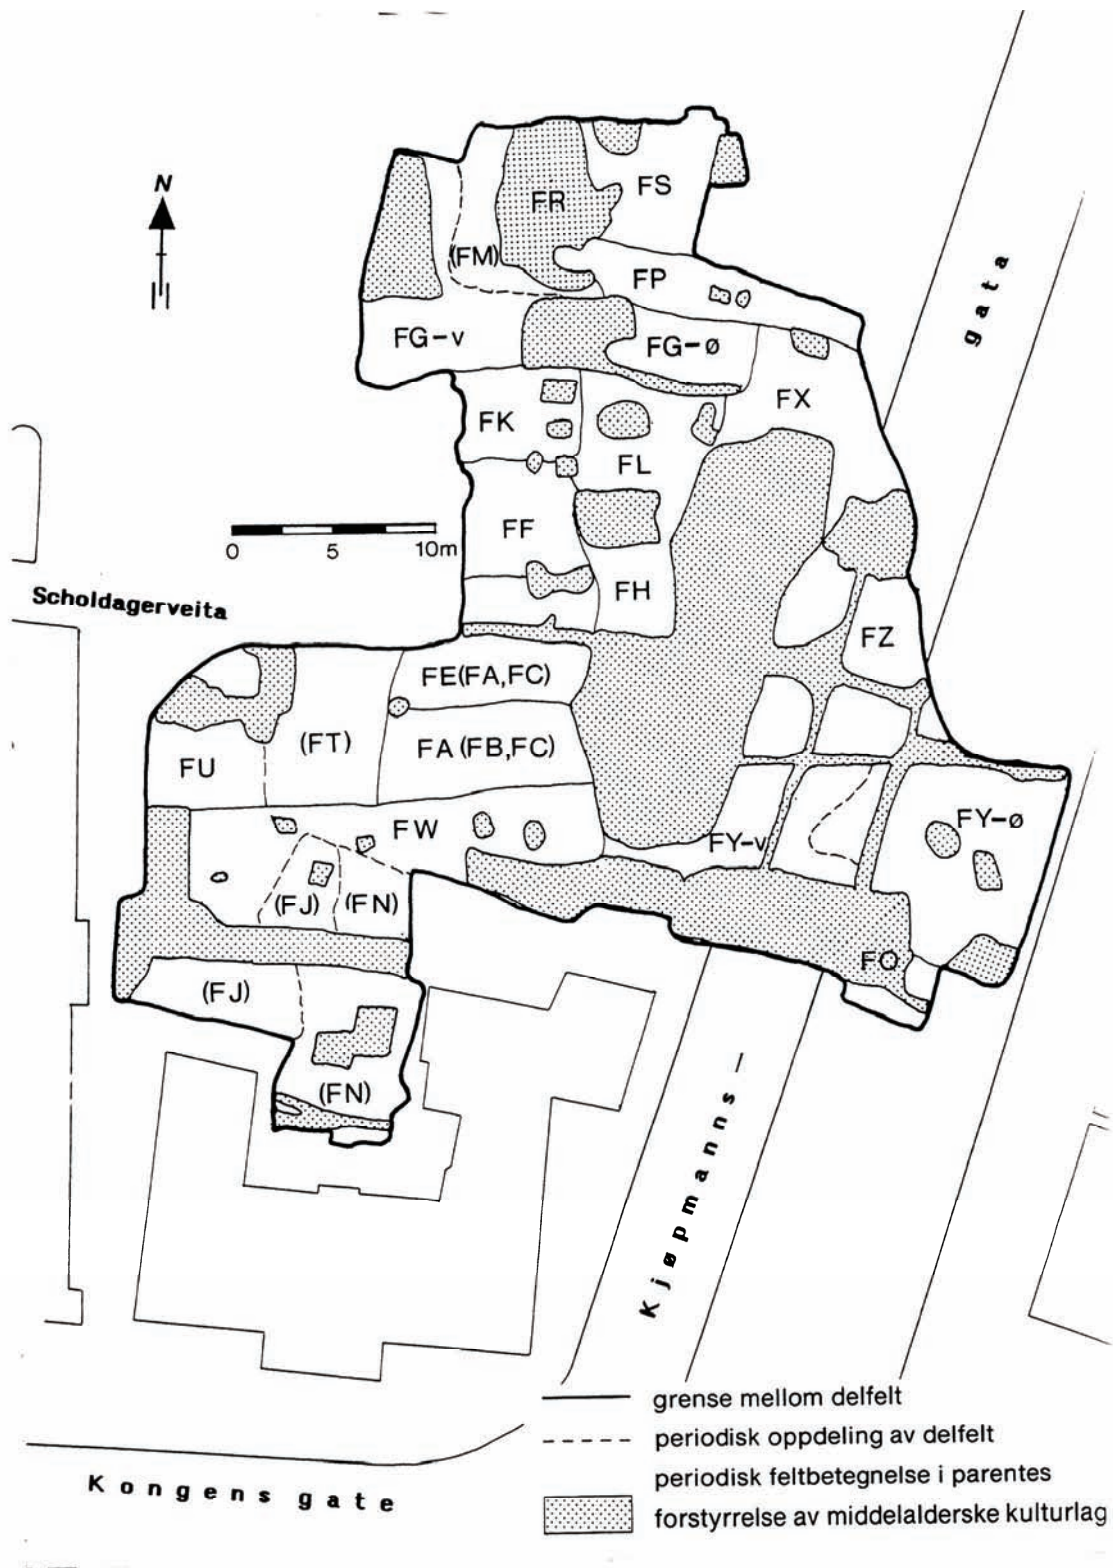 N
FS
FR
(FM)
FP
FG-v
FG-ø
gata
FX
FK
FL
FF
0 5 10m
FH
Scholdagerveita
FZ
FE(FA,FC)
(FT)
FA (FB,FC)
FU
FW
FY-v
FY-ø
(FJ)
(FN)
FO
(FJ)
(FN)
Kjøpmanns-
grense mellom delfelt
periodisk oppdeling av delfelt
periodisk feltbetegnelse i parentes
forstyrrelse av middelalderske kulturlag
Kongens gate